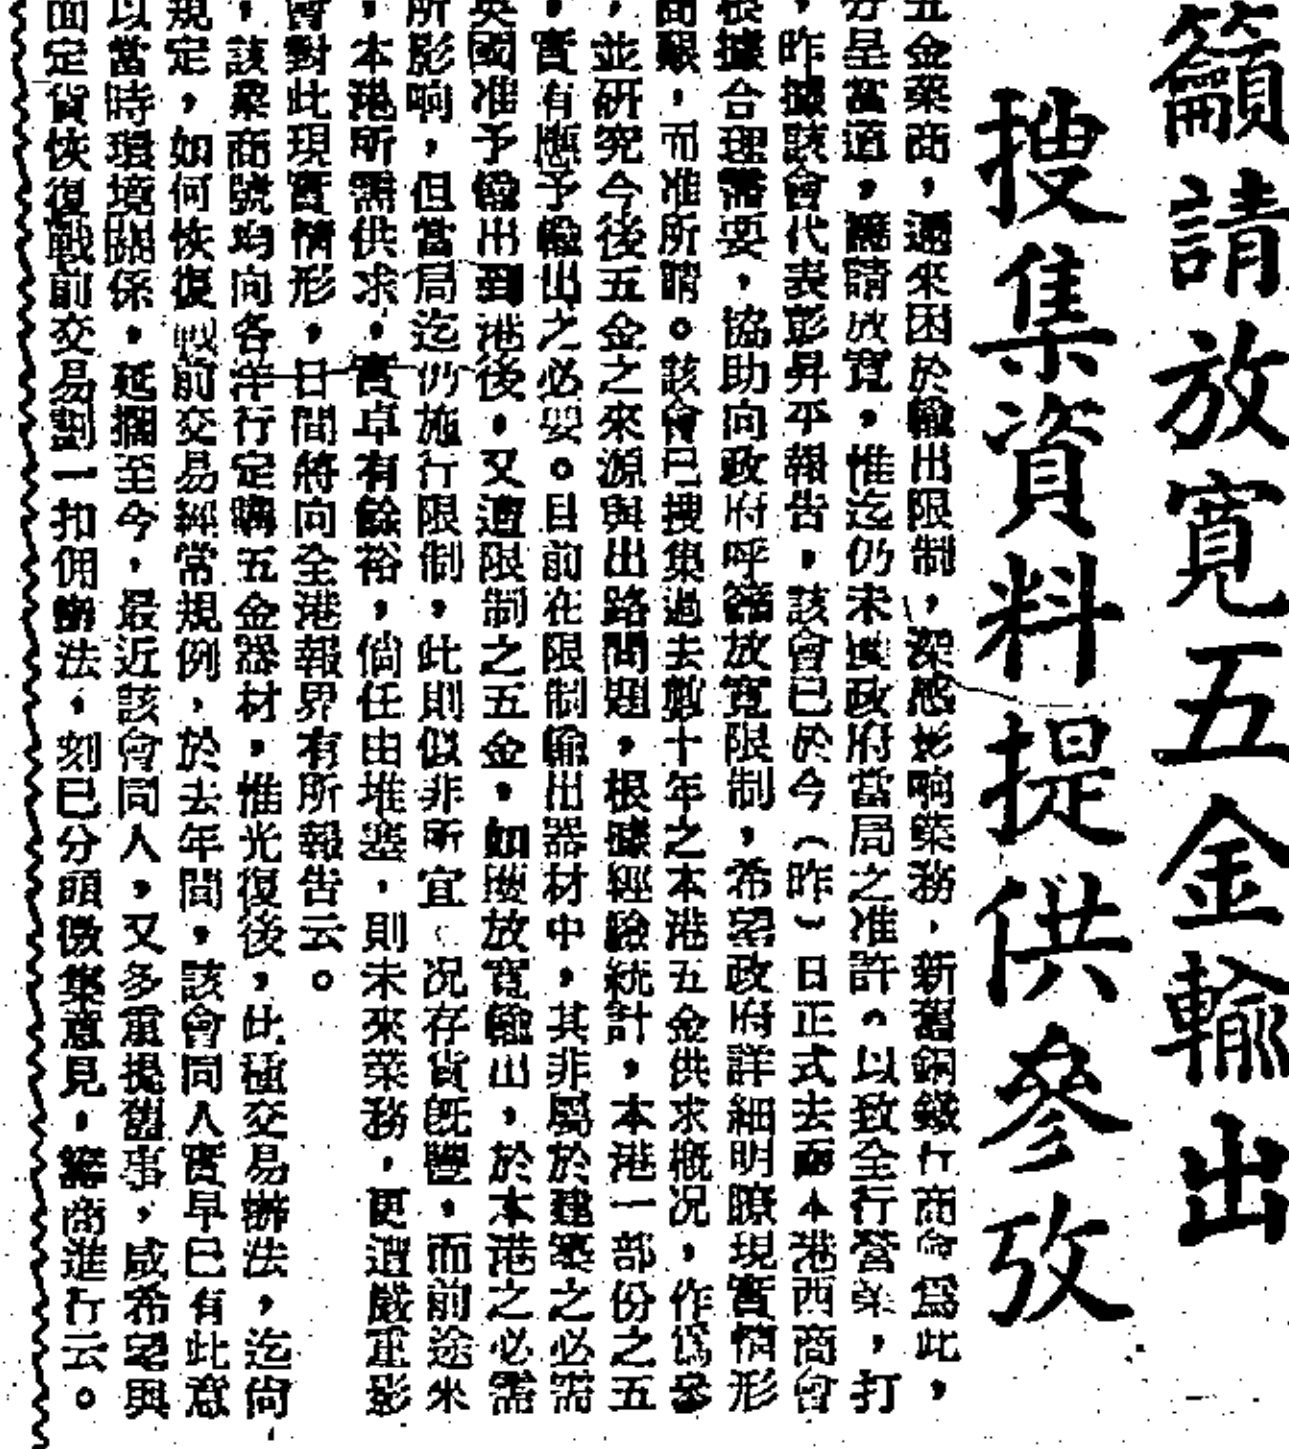 籲請放寬五金輸出
搜集資料提供參攷
五金業商，邇來因於輸出限制，深感影响業務，新舊銅鐵行商會爲此，
分呈當道，籲請放寬，惟迄仍未獲政府當局之准許。以致全行營業，打
，昨據該會代表彭昇平報告，該會已於今（昨）日正式去函本港西商會
根據合理需要，協助向政府呼籲放寬限制，希望政府詳細明瞭現實情形
商艱，而准所請。該會已搜集過去數十年之本港五金供求概况，作爲參
，並研究今後五金之來源與出路問題，根據經驗統計，本港一部份之五
，實有應予輸出之必要。目前在限制輸出器材中，其非屬於建築之必需
英國准予輸出到港後，又遭限制之五金，如獲放寬輸出，於本港之必需
所影响，但當局迄仍施行限制，此則似非所宜，况存貨旣豐，而前途未
，本港所需供求，實卓有餘裕，倘任由堆塞，則未來業務，更遭嚴重影
會對此現實情形，日間將向全港報界有所報告云。
，該業商號均向各洋行定購五金器材，惟光復後，此種交易辦法，迄尙
規定，如何恢復戰前交易經常規例，於去年間，該會同人實早已有此意
以當時環境關係，延擱至今，最近該會同人，又多重提舊事，咸希望與
面定貨恢復戰前交易劃一扣佣辦法，刻已分頭徵集意見，籌商進行云。